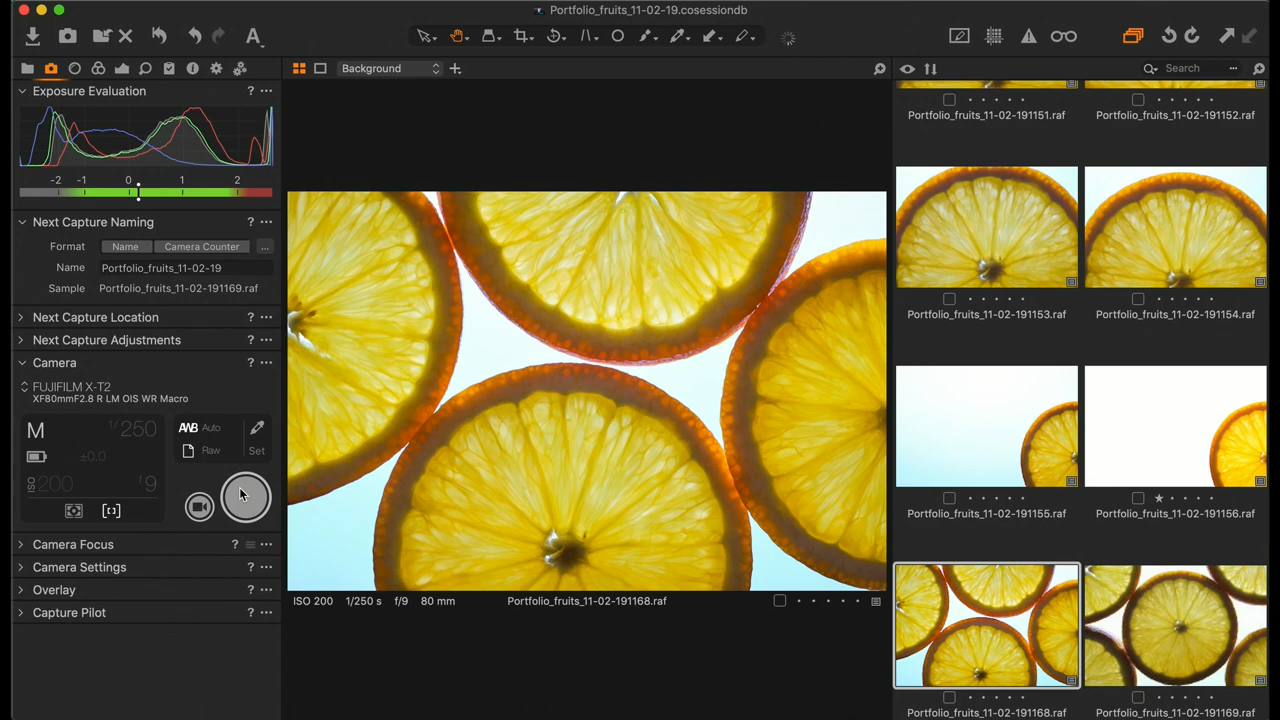 Portfolio_fruits_11-02-19.cosessiondb
A
Background
Search
Exposure Evaluation ? ...
-2 -1 0 1 2
Next Capture Naming ? ...
Format Name Camera Counter ...
Name Portfolio_fruits_11-02-19
Sample Portfolio_fruits_11-02-191169.raf
Next Capture Location ? ...
Next Capture Adjustments ? ...
Camera ? ...
FUJIFILM X-T2
XF80mmF2.8 R LM OIS WR Macro
M 1/250
AWB Auto
±0.0
Raw Set
ISO 200 f9
Camera Focus ? ...
Camera Settings ? ...
Overlay ? ...
Capture Pilot ? ...
ISO 200 1/250 s f/9 80 mm Portfolio_fruits_11-02-191168.raf
Portfolio_fruits_11-02-191151.raf
Portfolio_fruits_11-02-191152.raf
Portfolio_fruits_11-02-191153.raf
Portfolio_fruits_11-02-191154.raf
Portfolio_fruits_11-02-191155.raf
Portfolio_fruits_11-02-191156.raf
Portfolio_fruits_11-02-191168.raf
Portfolio_fruits_11-02-191169.raf